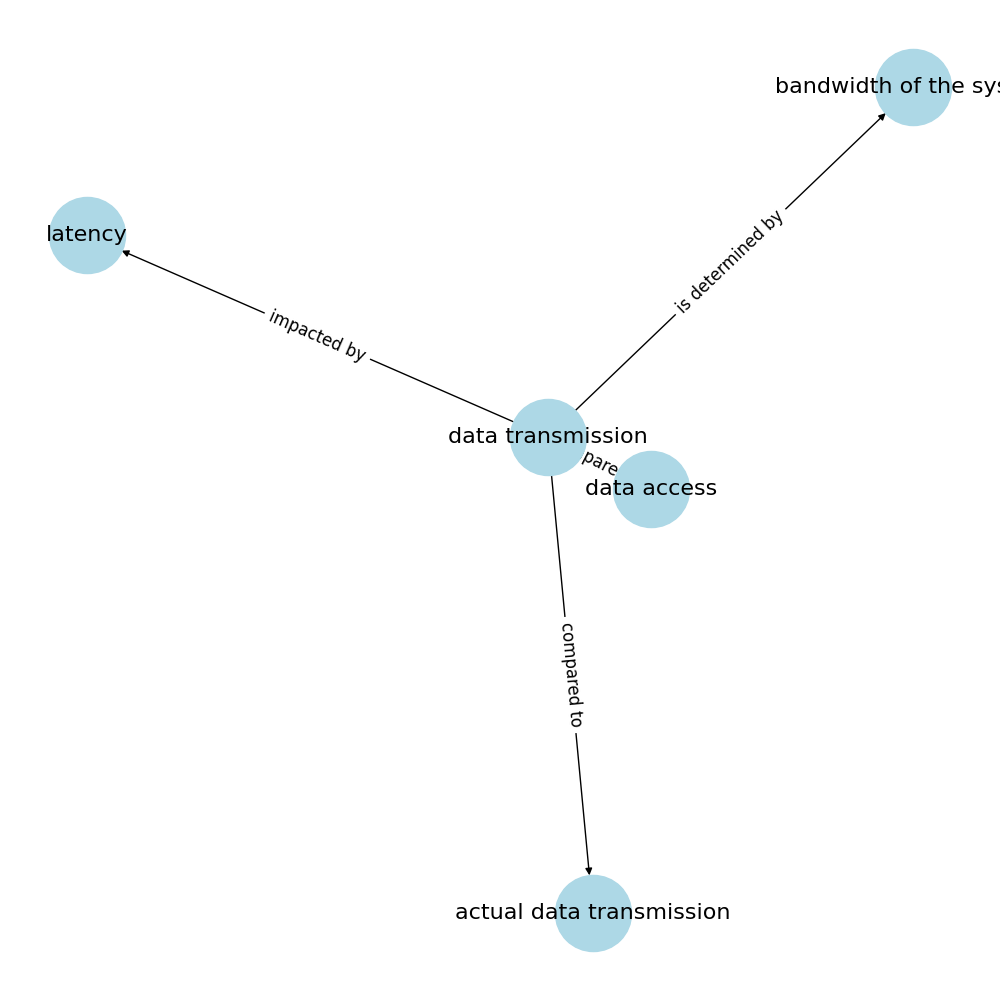 bandwidth of the sys
latency
is determined by
impacted by
data transmission
pare
data access
compared to
actual data transmission